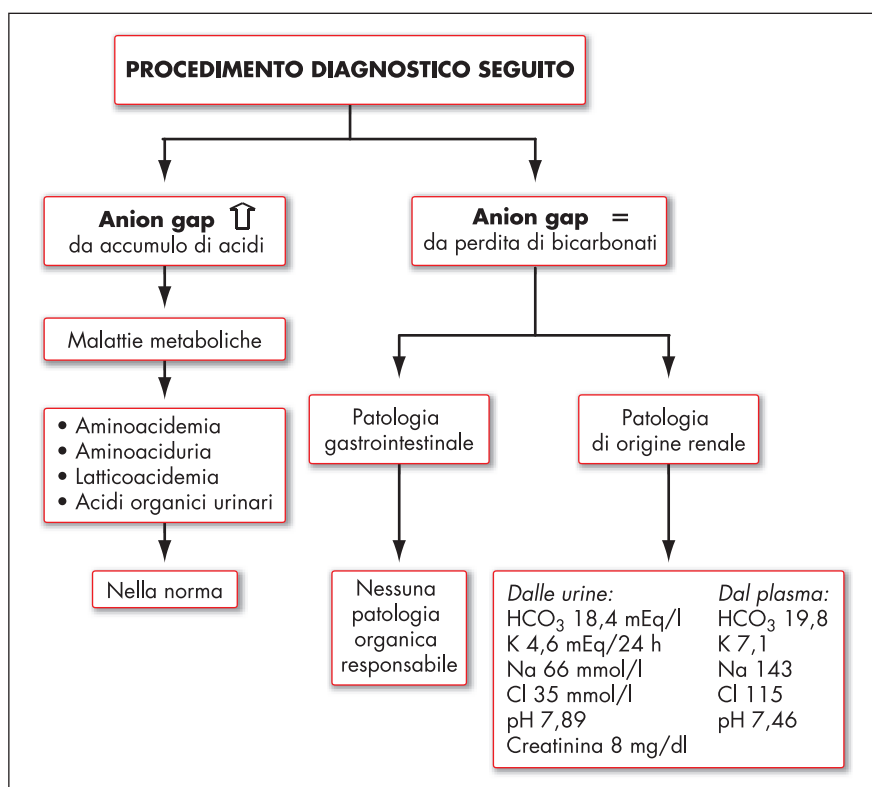 PROCEDIMENTO DIAGNOSTICO SEGUITO
Anion gap ⇧
da accumulo di acidi
Anion gap =
da perdita di bicarbonati
Malattie metaboliche
• Aminoacidemia
• Aminoaciduria
• Latticoacidemia
• Acidi organici urinari
Patologia
gastrointestinale
Patologia
di origine renale
Nella norma
Nessuna
patologia
organica
responsabile
Dalle urine:
HCO3 18,4 mEq/l
K 4,6 mEq/24 h
Na 66 mmol/l
Cl 35 mmol/l
pH 7,89
Creatinina 8 mg/dl
Dal plasma:
HCO3 19,8
K 7,1
Na 143
Cl 115
pH 7,46